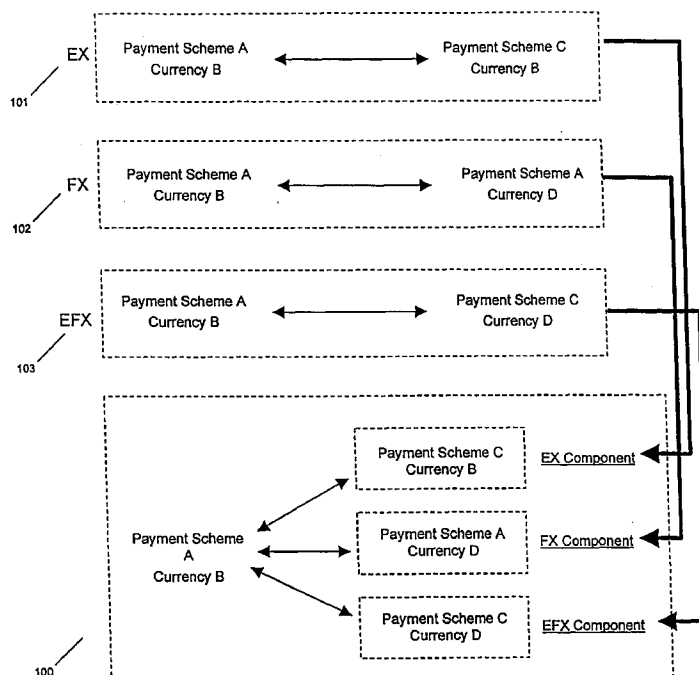 EX
Payment Scheme A
Currency B
Payment Scheme C
Currency B
101
FX
Payment Scheme A
Currency B
Payment Scheme A
Currency D
102
EFX
Payment Scheme A
Currency B
Payment Scheme C
Currency D
103
Payment Scheme C
Currency B
EX Component
Payment Scheme
A
Currency B
Payment Scheme A
Currency D
FX Component
Payment Scheme C
Currency D
EFX Component
100